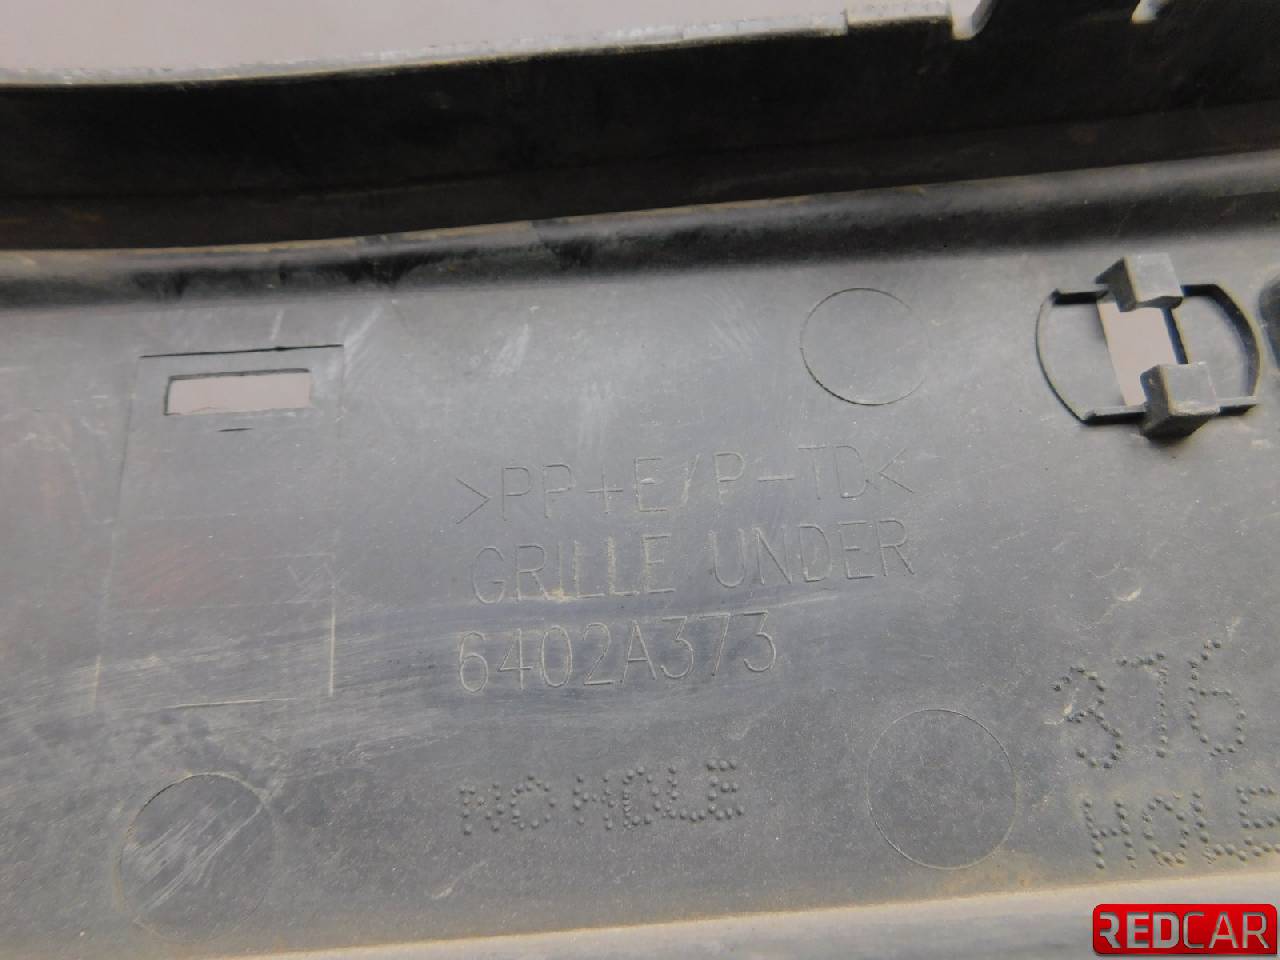 >PP+E/P-TD<
GRILLE UNDER
6402A373
NO HOLE
376
HOLE
REDCAR